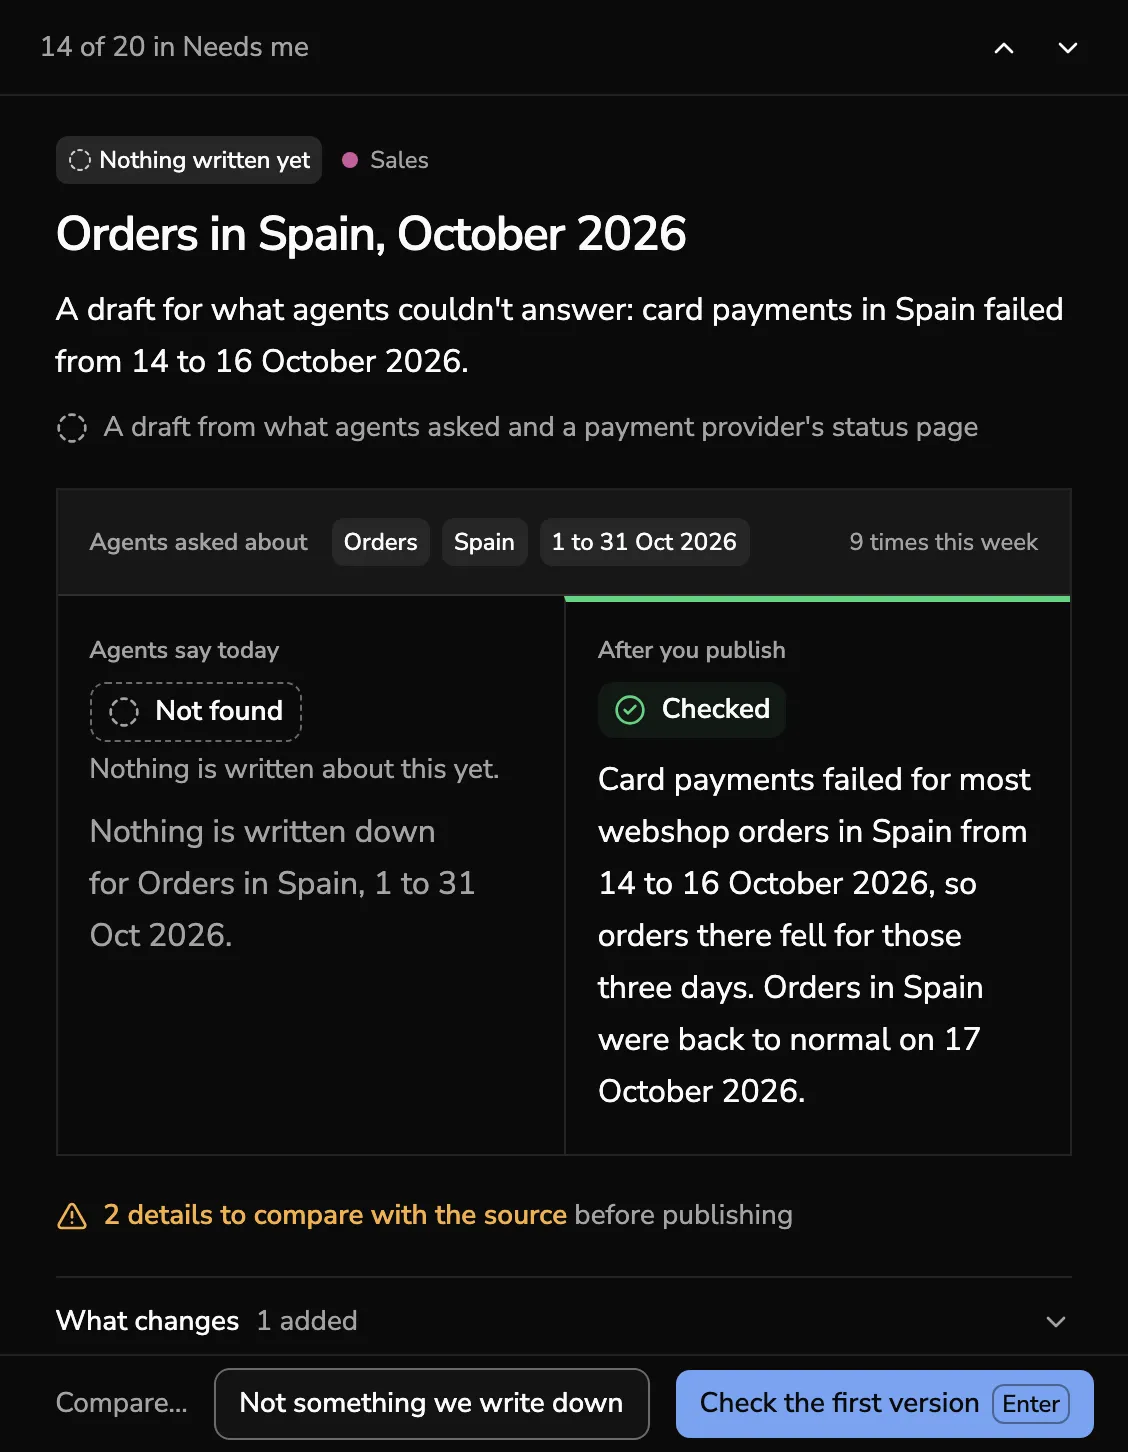 14 of 20 in Needs me
Nothing written yet
Sales
Orders in Spain, October 2026
A draft for what agents couldn't answer: card payments in Spain failed
from 14 to 16 October 2026.
A draft from what agents asked and a payment provider's status page
Agents asked about Orders Spain 1 to 31 Oct 2026 9 times this week
Agents say today
Not found
Nothing is written about this yet.
Nothing is written down
for Orders in Spain, 1 to 31
Oct 2026.
After you publish
Checked
Card payments failed for most
webshop orders in Spain from
14 to 16 October 2026, so
orders there fell for those
three days. Orders in Spain
were back to normal on 17
October 2026.
2 details to compare with the source before publishing
What changes 1 added
Compare... Not something we write down Check the first version Enter